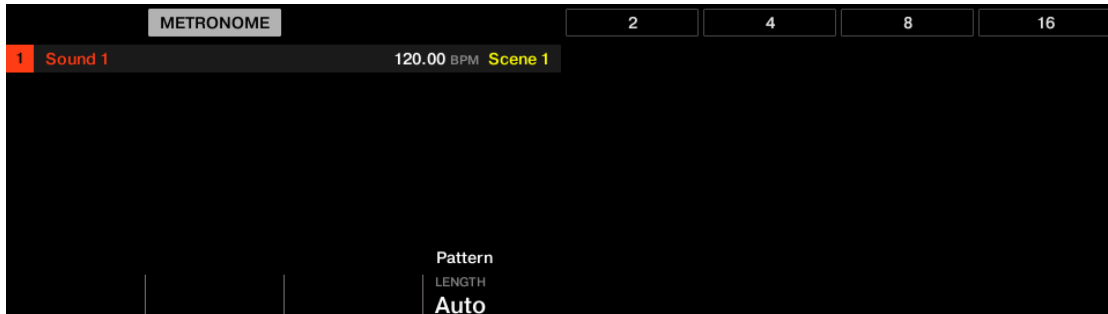 METRONOME 2 4 8 16
1 Sound 1 120.00 BPM Scene 1
Pattern
LENGTH
Auto